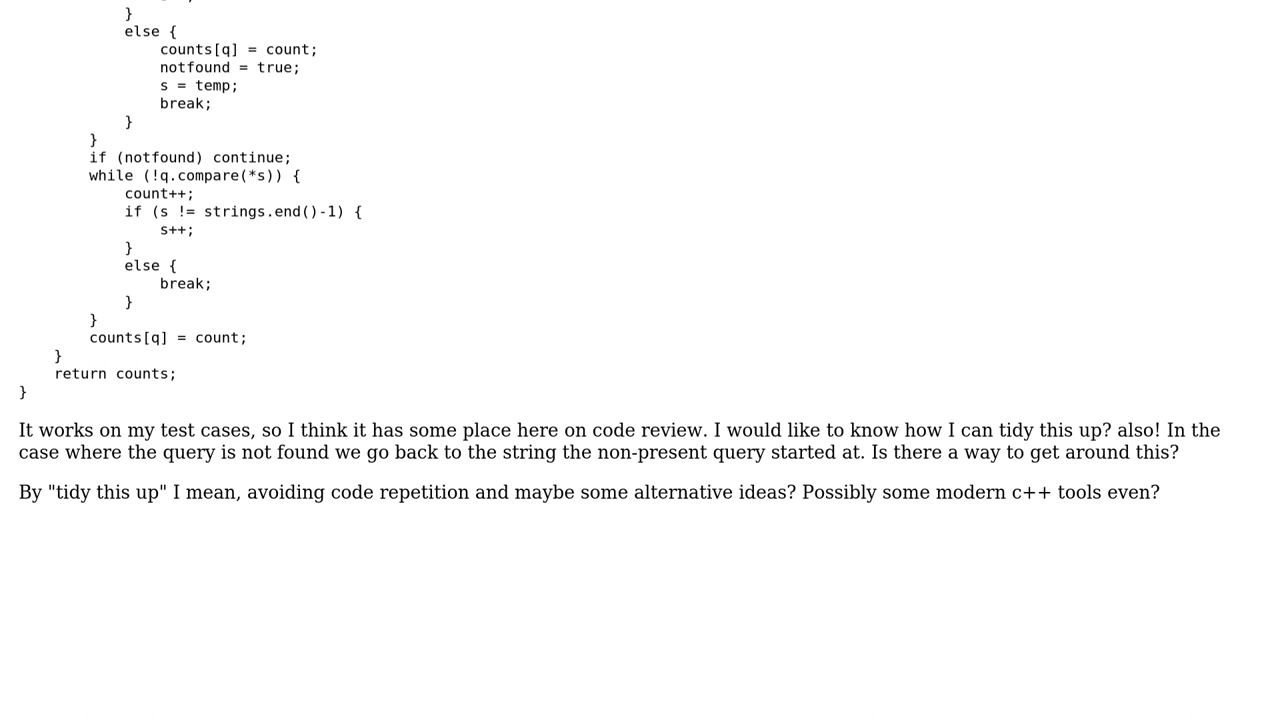 }
else {
counts[q] = count;
notfound = true;
s = temp;
break;
}
}
if (notfound) continue;
while (!q.compare(*s)) {
count++;
if (s != strings.end()-1) {
s++;
}
else {
break;
}
}
counts[q] = count;
}
return counts;
}
It works on my test cases, so I think it has some place here on code review. I would like to know how I can tidy this up? also! In the
case where the query is not found we go back to the string the non-present query started at. Is there a way to get around this?
By "tidy this up" I mean, avoiding code repetition and maybe some alternative ideas? Possibly some modern c++ tools even?